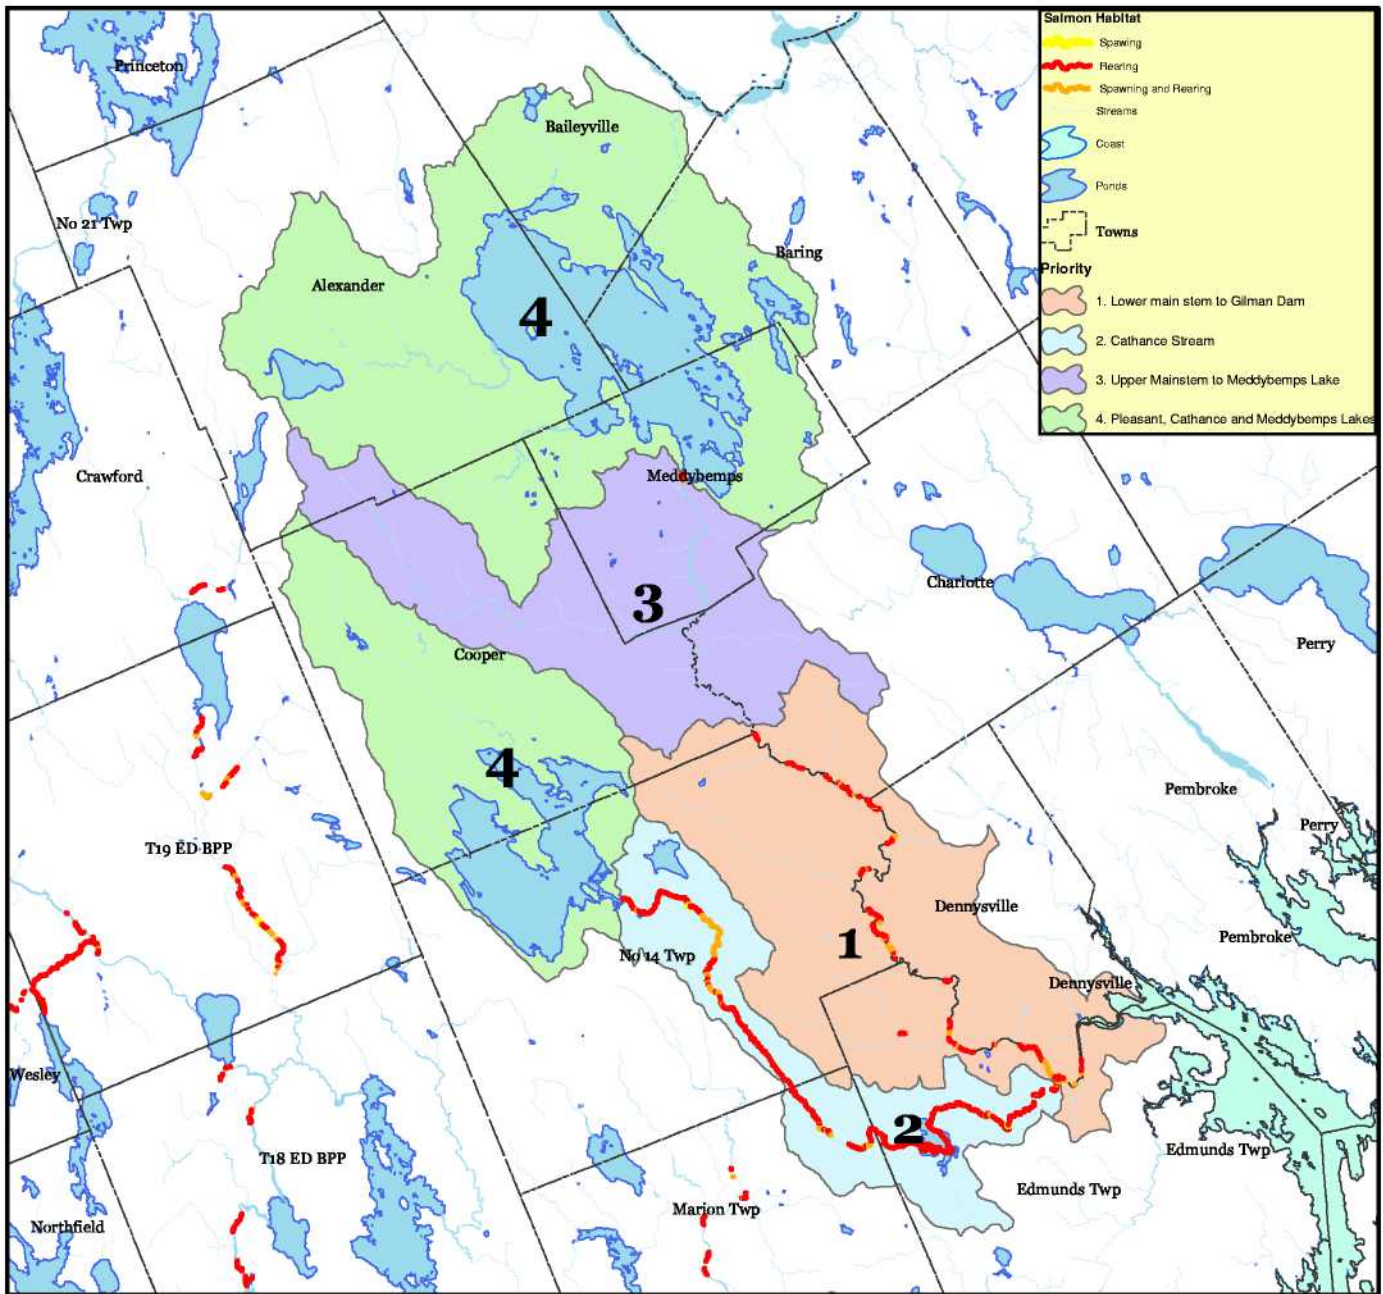 Salmon Habitat
Spawing
Rearing
Spawning and Rearing
Streams
Coast
Ponds
Towns
Priority
1. Lower main stem to Gilman Dam
2. Cathance Stream
3. Upper Mainstem to Meddybemps Lake
4. Pleasant, Cathance and Meddybemps Lakes
Princeton
Baileyville
No 21 Twp
Baring
Alexander
4
Crawford
Meddybemps
Charlotte
3
Perry
Cooper
4
Pembroke
Perry
T19 ED BPP
Dennysville
Pembroke
1
No 14 Twp
Dennysville
Wesley
2
Edmunds Twp
T18 ED BPP
Edmunds Twp
Marion Twp
Northfield